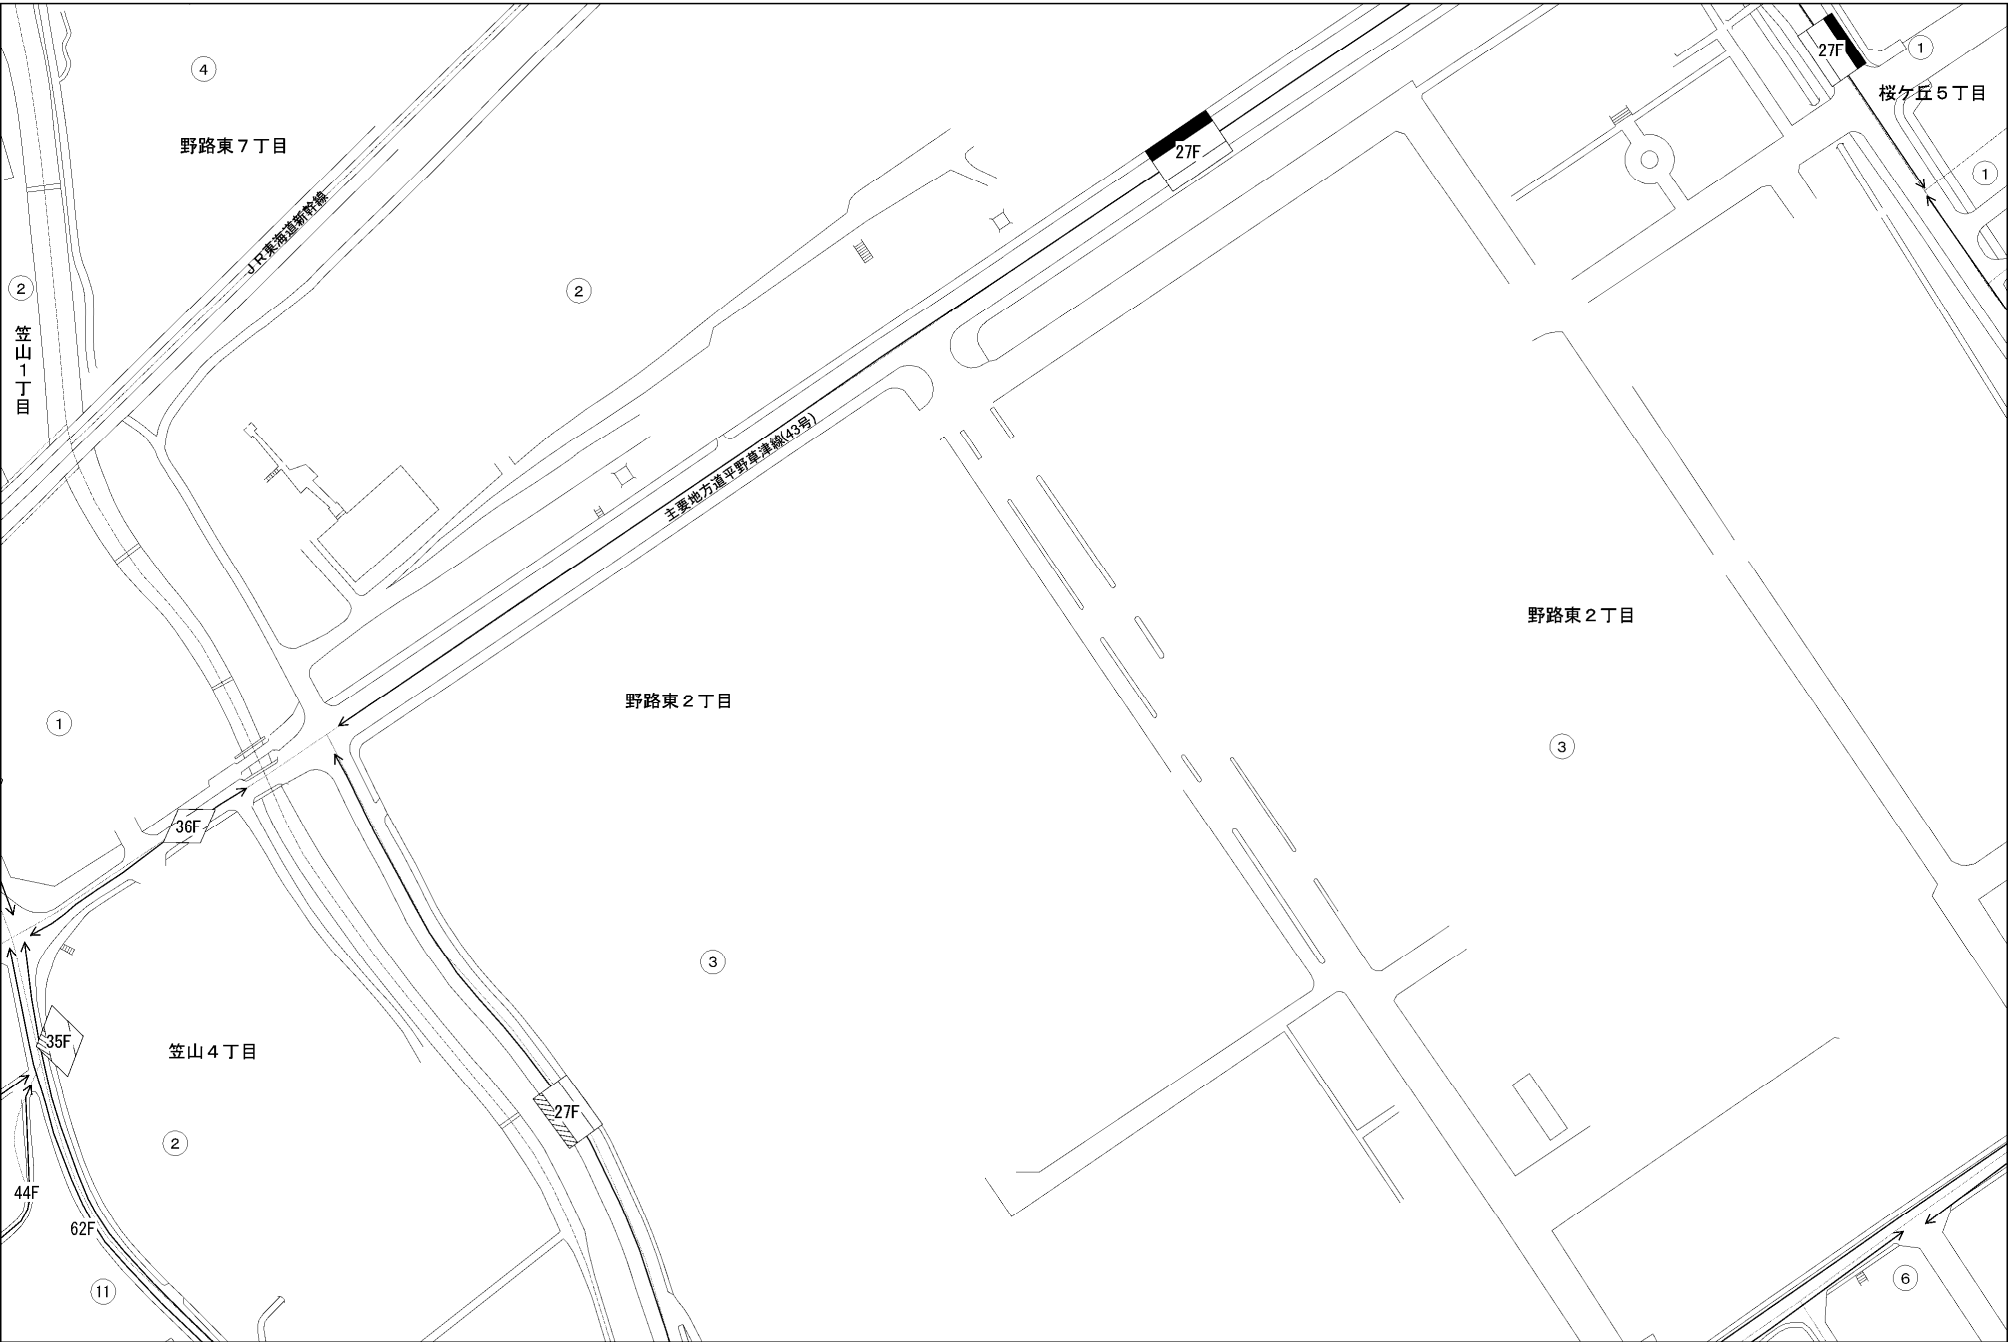 27F
①
④
桜ケ丘５丁目
野路東７丁目
27F
①
ＪＲ東海道新幹線
②
②
笠山１丁目
主要地方道平野草津線(43号)
野路東２丁目
野路東２丁目
①
③
36F
③
35F
笠山４丁目
27F
②
44F
62F
⑥
⑪